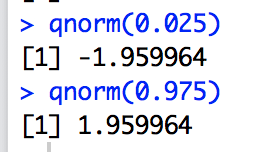 > qnorm(0.025)
[1] -1.959964
> qnorm(0.975)
[1] 1.959964